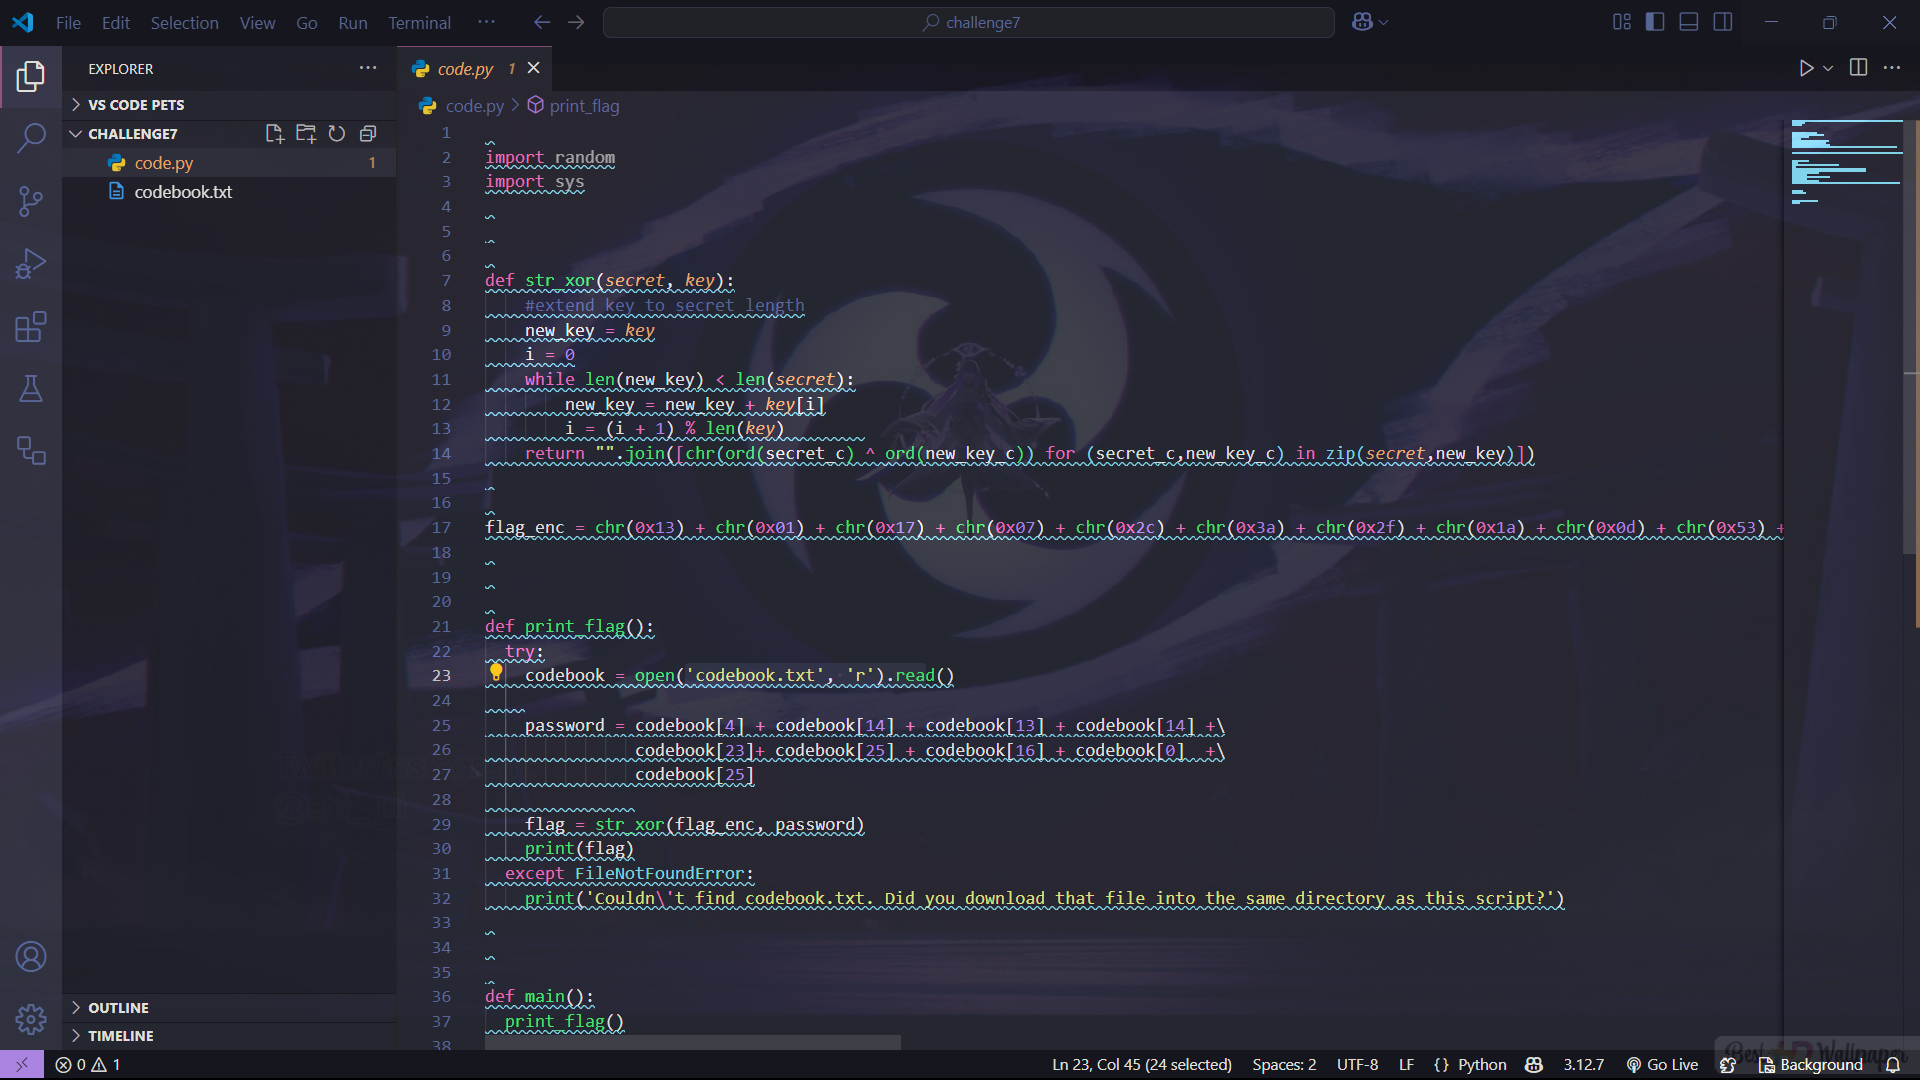 File Edit Selection View Go Run Terminal ··· challenge7
EXPLORER
VS CODE PETS
CHALLENGE7
code.py 1
codebook.txt
OUTLINE
TIMELINE
code.py 1
code.py > print_flag
1
2 import random
3 import sys
4
5
6
7 def str_xor(secret, key):
8 #extend key to secret length
9 new_key = key
10 i = 0
11 while len(new_key) < len(secret):
12 new_key = new_key + key[i]
13 i = (i + 1) % len(key)
14 return "".join([chr(ord(secret_c) ^ ord(new_key_c)) for (secret_c,new_key_c) in zip(secret,new_key)])
15
16
17 flag_enc = chr(0x13) + chr(0x01) + chr(0x17) + chr(0x07) + chr(0x2c) + chr(0x3a) + chr(0x2f) + chr(0x1a) + chr(0x0d) + chr(0x53) +
18
19
20
21 def print_flag():
22 try:
23 codebook = open('codebook.txt', 'r').read()
24
25 password = codebook[4] + codebook[14] + codebook[13] + codebook[14] +\
26 codebook[23]+ codebook[25] + codebook[16] + codebook[0] +\
27 codebook[25]
28
29 flag = str_xor(flag_enc, password)
30 print(flag)
31 except FileNotFoundError:
32 print('Couldn\'t find codebook.txt. Did you download that file into the same directory as this script?')
33
34
35
36 def main():
37 print_flag()
38
0 1 Ln 23, Col 45 (24 selected) Spaces: 2 UTF-8 LF {} Python 3.12.7 Go Live Background